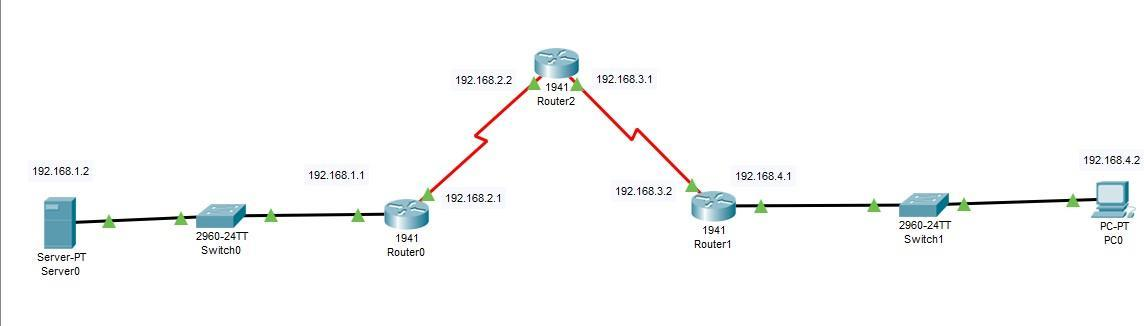 192.168.2.2
192.168.3.1
1941
Router2
192.168.1.2
192.168.1.1
192.168.2.1
192.168.3.2
192.168.4.1
192.168.4.2
Server-PT
Server0
2960-24TT
Switch0
1941
Router0
1941
Router1
2960-24TT
Switch1
PC-PT
PC0